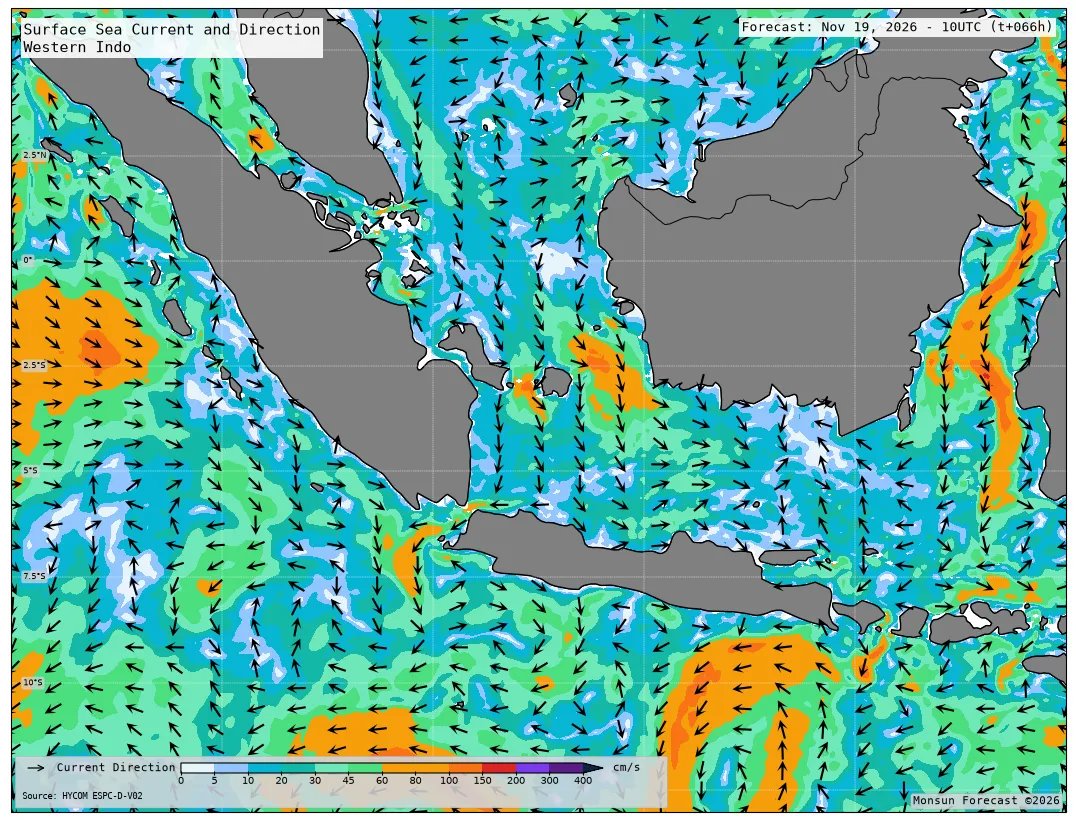 Surface Sea Current and Direction
Western Indo
Forecast: Nov 19, 2026 - 10UTC (t+066h)
2.5°N
0°
2.5°S
5°S
7.5°S
10°S
Current Direction
0 5 10 20 30 45 60 80 100 150 200 300 400 cm/s
Source: HYCOM ESPC-D-V02
Monsun Forecast ©2026